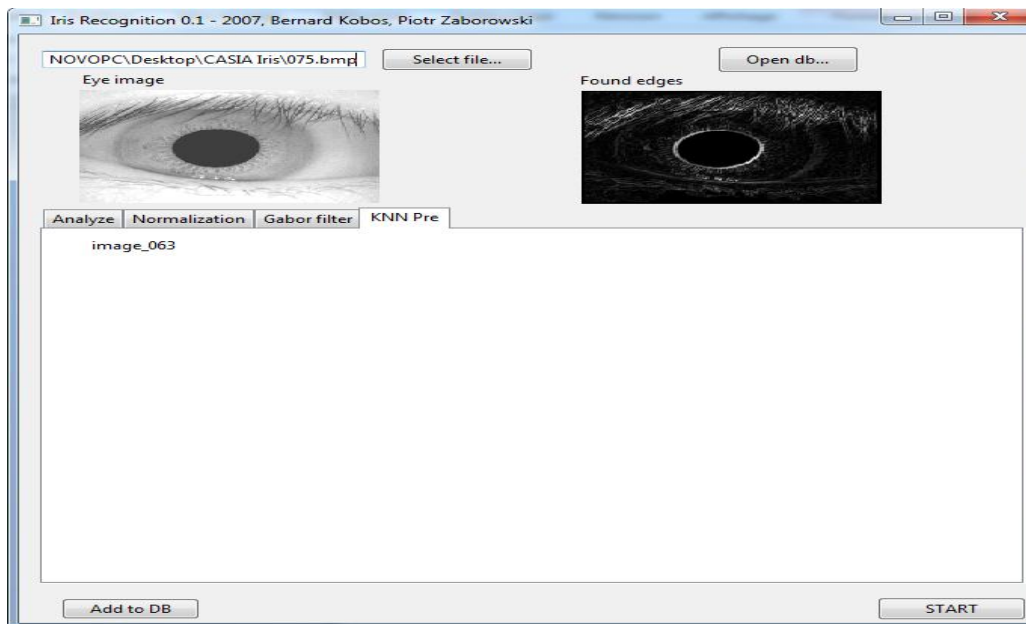 Iris Recognition 0.1 - 2007, Bernard Kobos, Piotr Zaborowski
NOVOPC\Desktop\CASIA Iris\075.bmp
Select file...
Open db...
Eye image
Found edges
Analyze
Normalization
Gabor filter
KNN Pre
image_063
Add to DB
START